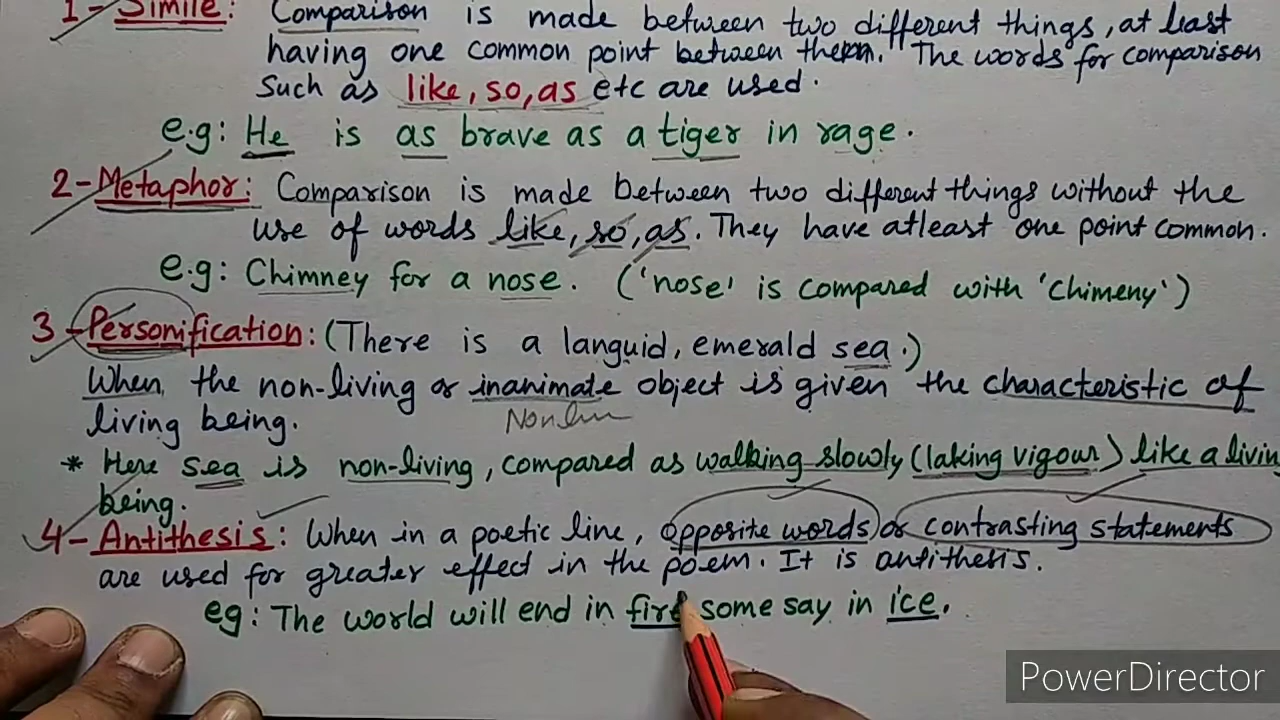 1- Simile: Comparison is made between two different things, at least
having one common point between them." The words for comparison
such as like, so, as etc are used.
e.g: He is as brave as a tiger in rage.
2- Metaphor: Comparison is made between two different things without the
use of words like, so, as. They have atleast one point common.
e.g: Chimney for a nose. ('nose' is compared with 'Chimeny')
3- Personification: (There is a languid, emerald sea.)
When the non-living or inanimate object is given the characteristic of
living being.
* Here sea is non-living, compared as walking slowly (laking vigour) like a living
being.
4- Antithesis: When in a poetic line, opposite words or contrasting statements
are used for greater effect in the poem. It is antithesis.
eg: The world will end in fire some say in ice.
PowerDirector